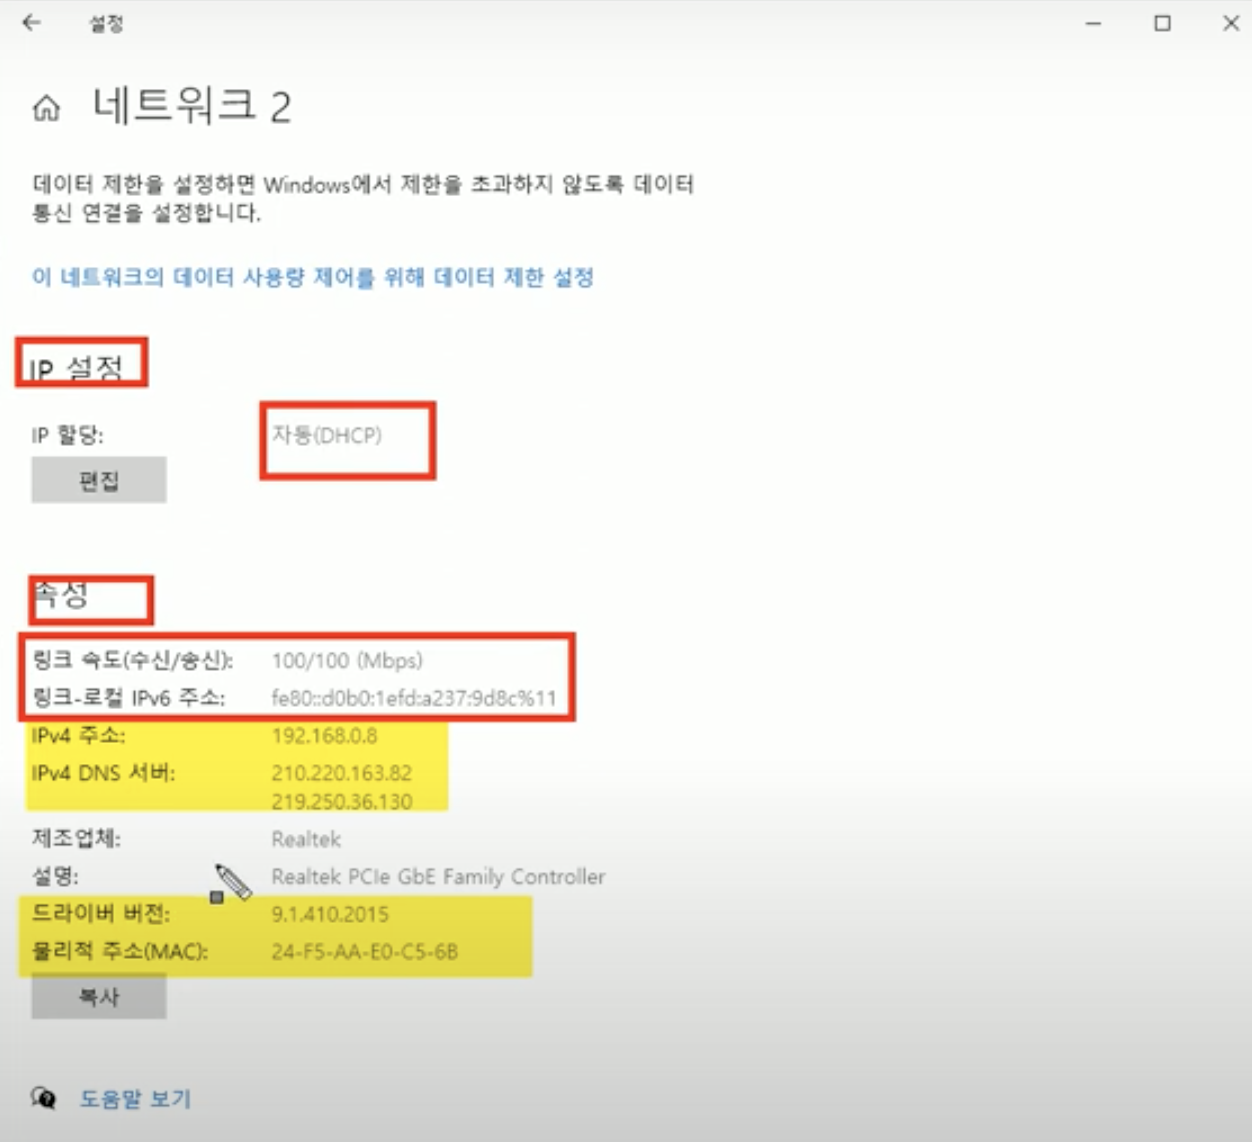 설정
네트워크 2
데이터 제한을 설정하면 Windows에서 제한을 초과하지 않도록 데이터
통신 연결을 설정합니다.
이 네트워크의 데이터 사용량 제어를 위해 데이터 제한 설정
IP 설정
IP 할당: 자동(DHCP)
편집
속성
링크 속도(수신/송신): 100/100 (Mbps)
링크-로컬 IPv6 주소: fe80::d0b0:1efd:a237:9d8c%11
IPv4 주소: 192.168.0.8
IPv4 DNS 서버: 210.220.163.82
219.250.36.130
제조업체: Realtek
설명: Realtek PCIe GbE Family Controller
드라이버 버전: 9.1.410.2015
물리적 주소(MAC): 24-F5-AA-E0-C5-6B
복사
도움말 보기